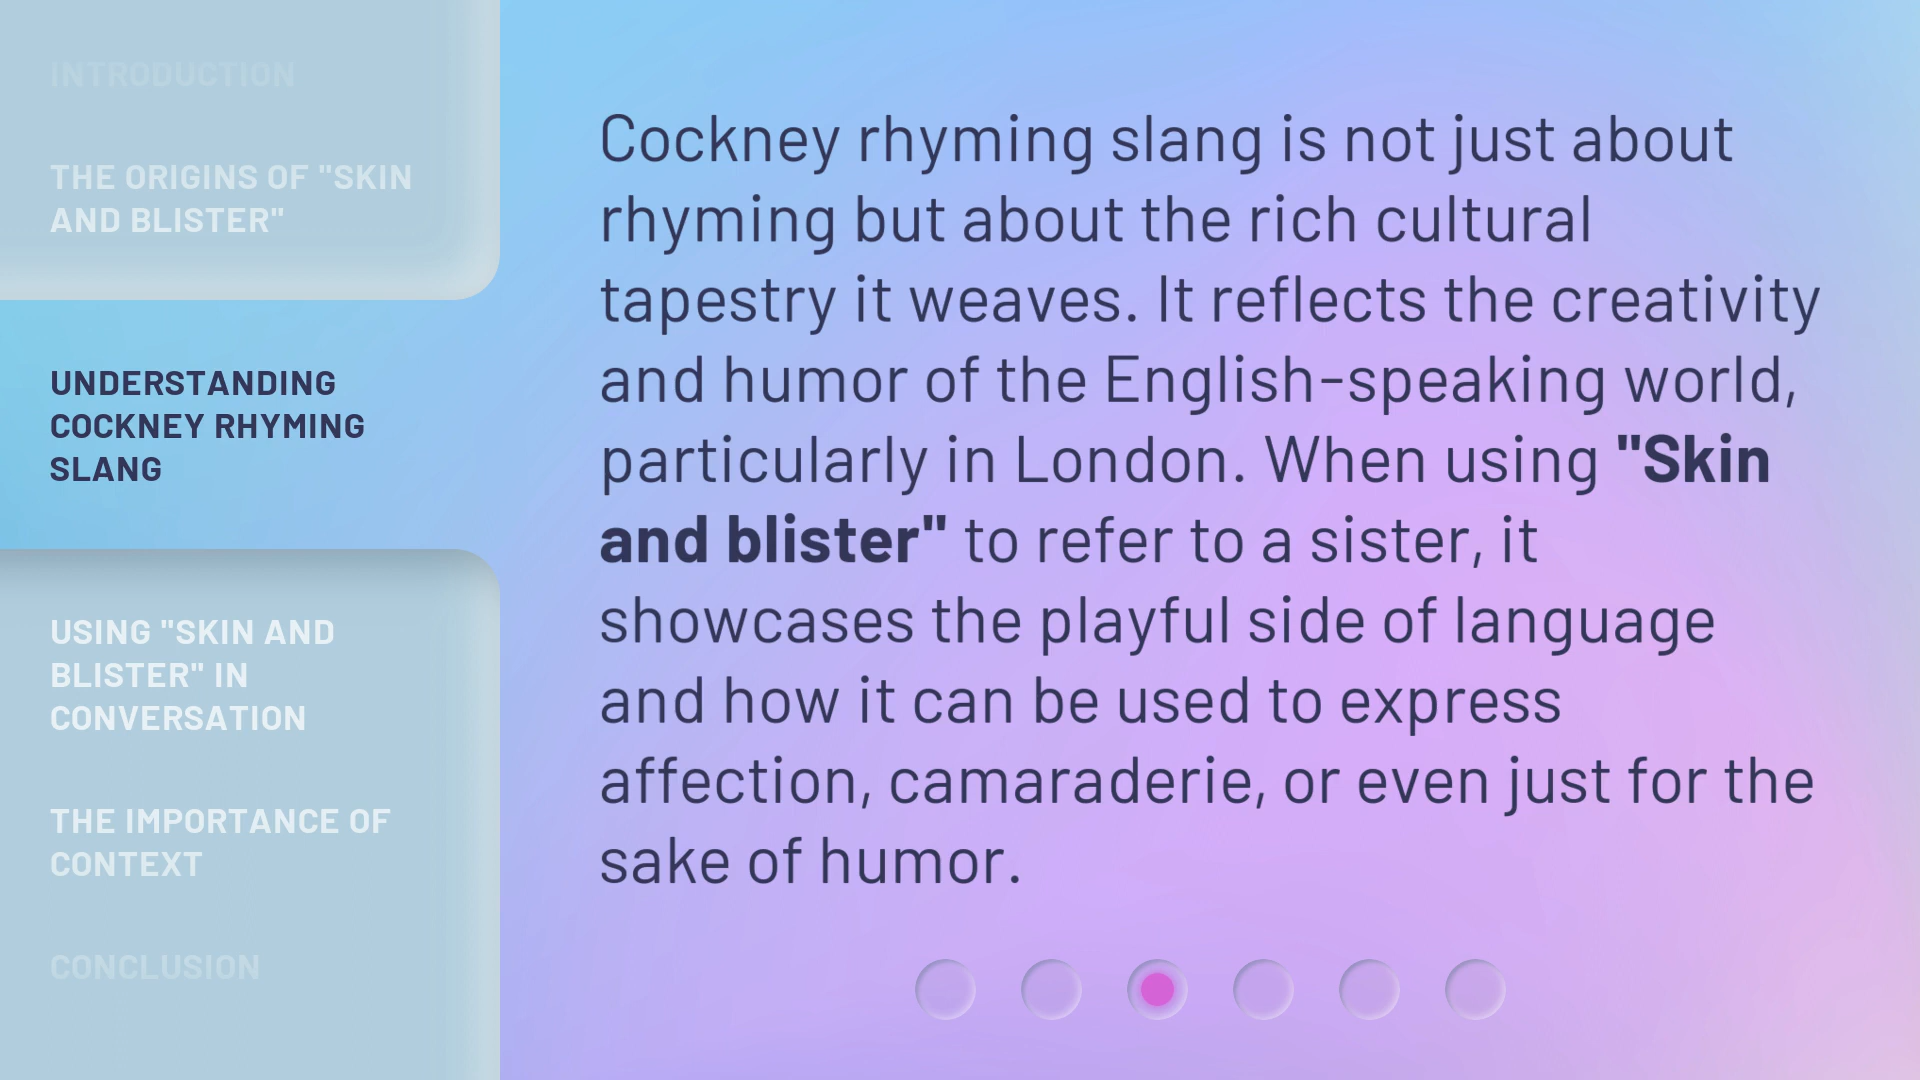 INTRODUCTION
THE ORIGINS OF "SKIN
AND BLISTER"
UNDERSTANDING
COCKNEY RHYMING
SLANG
USING "SKIN AND
BLISTER" IN
CONVERSATION
THE IMPORTANCE OF
CONTEXT
CONCLUSION
Cockney rhyming slang is not just about
rhyming but about the rich cultural
tapestry it weaves. It reflects the creativity
and humor of the English-speaking world,
particularly in London. When using "Skin
and blister" to refer to a sister, it
showcases the playful side of language
and how it can be used to express
affection, camaraderie, or even just for the
sake of humor.